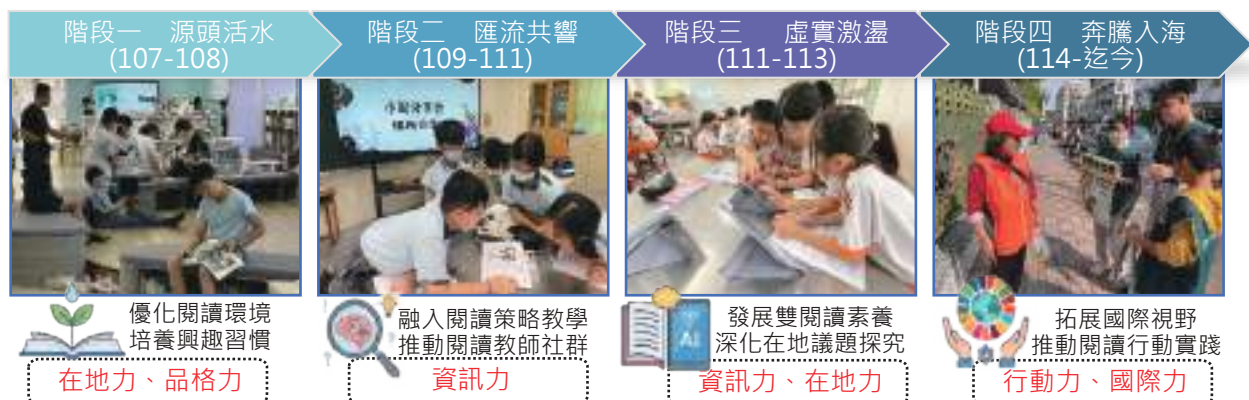 階段一 源頭活水
(107-108)
階段二 匯流共響
(109-111)
階段三 虛實激盪
(111-113)
階段四 奔騰入海
(114-迄今)
優化閱讀環境
培養興趣習慣
在地力、品格力
融入閱讀策略教學
推動閱讀教師社群
資訊力
AI
發展雙閱讀素養
深化在地議題探究
資訊力、在地力
拓展國際視野
推動閱讀行動實踐
行動力、國際力